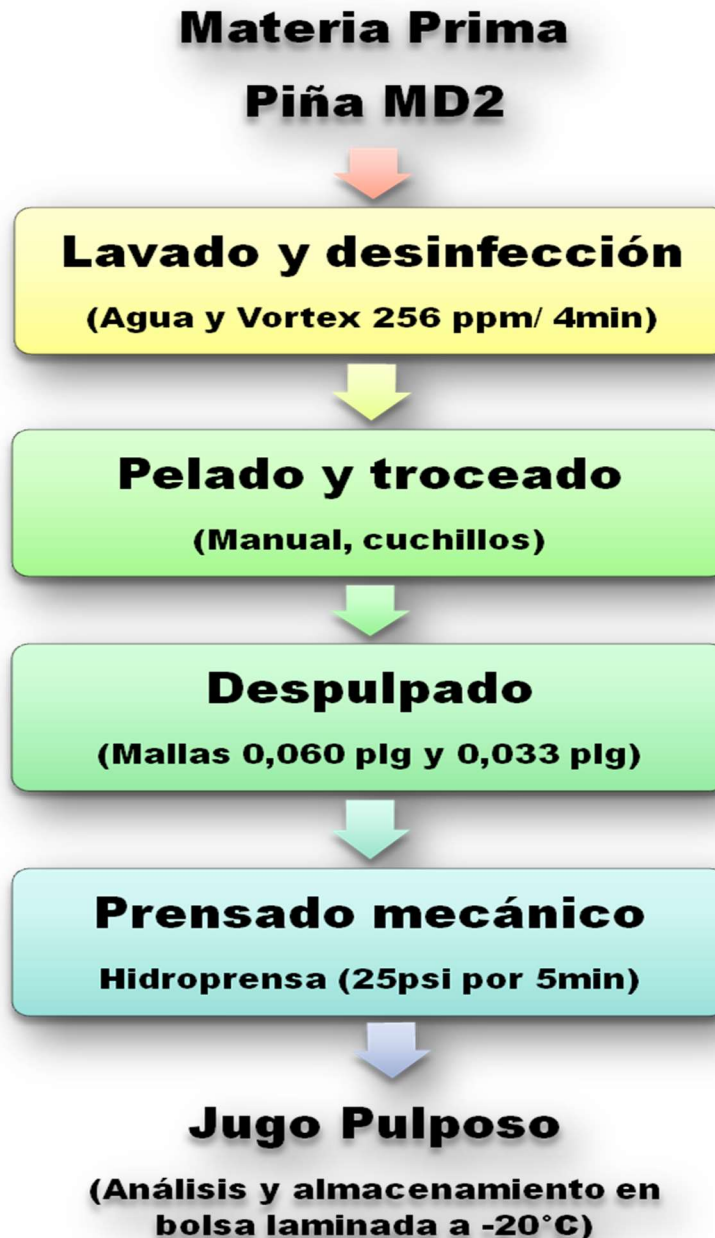 Materia Prima
Piña MD2
Lavado y desinfección
(Agua y Vortex 256 ppm/ 4min)
Pelado y troceado
(Manual, cuchillos)
Despulpado
(Mallas 0,060 plg y 0,033 plg)
Prensado mecánico
Hidroprensa (25psi por 5min)
Jugo Pulposo
(Análisis y almacenamiento en
bolsa laminada a -20°C)